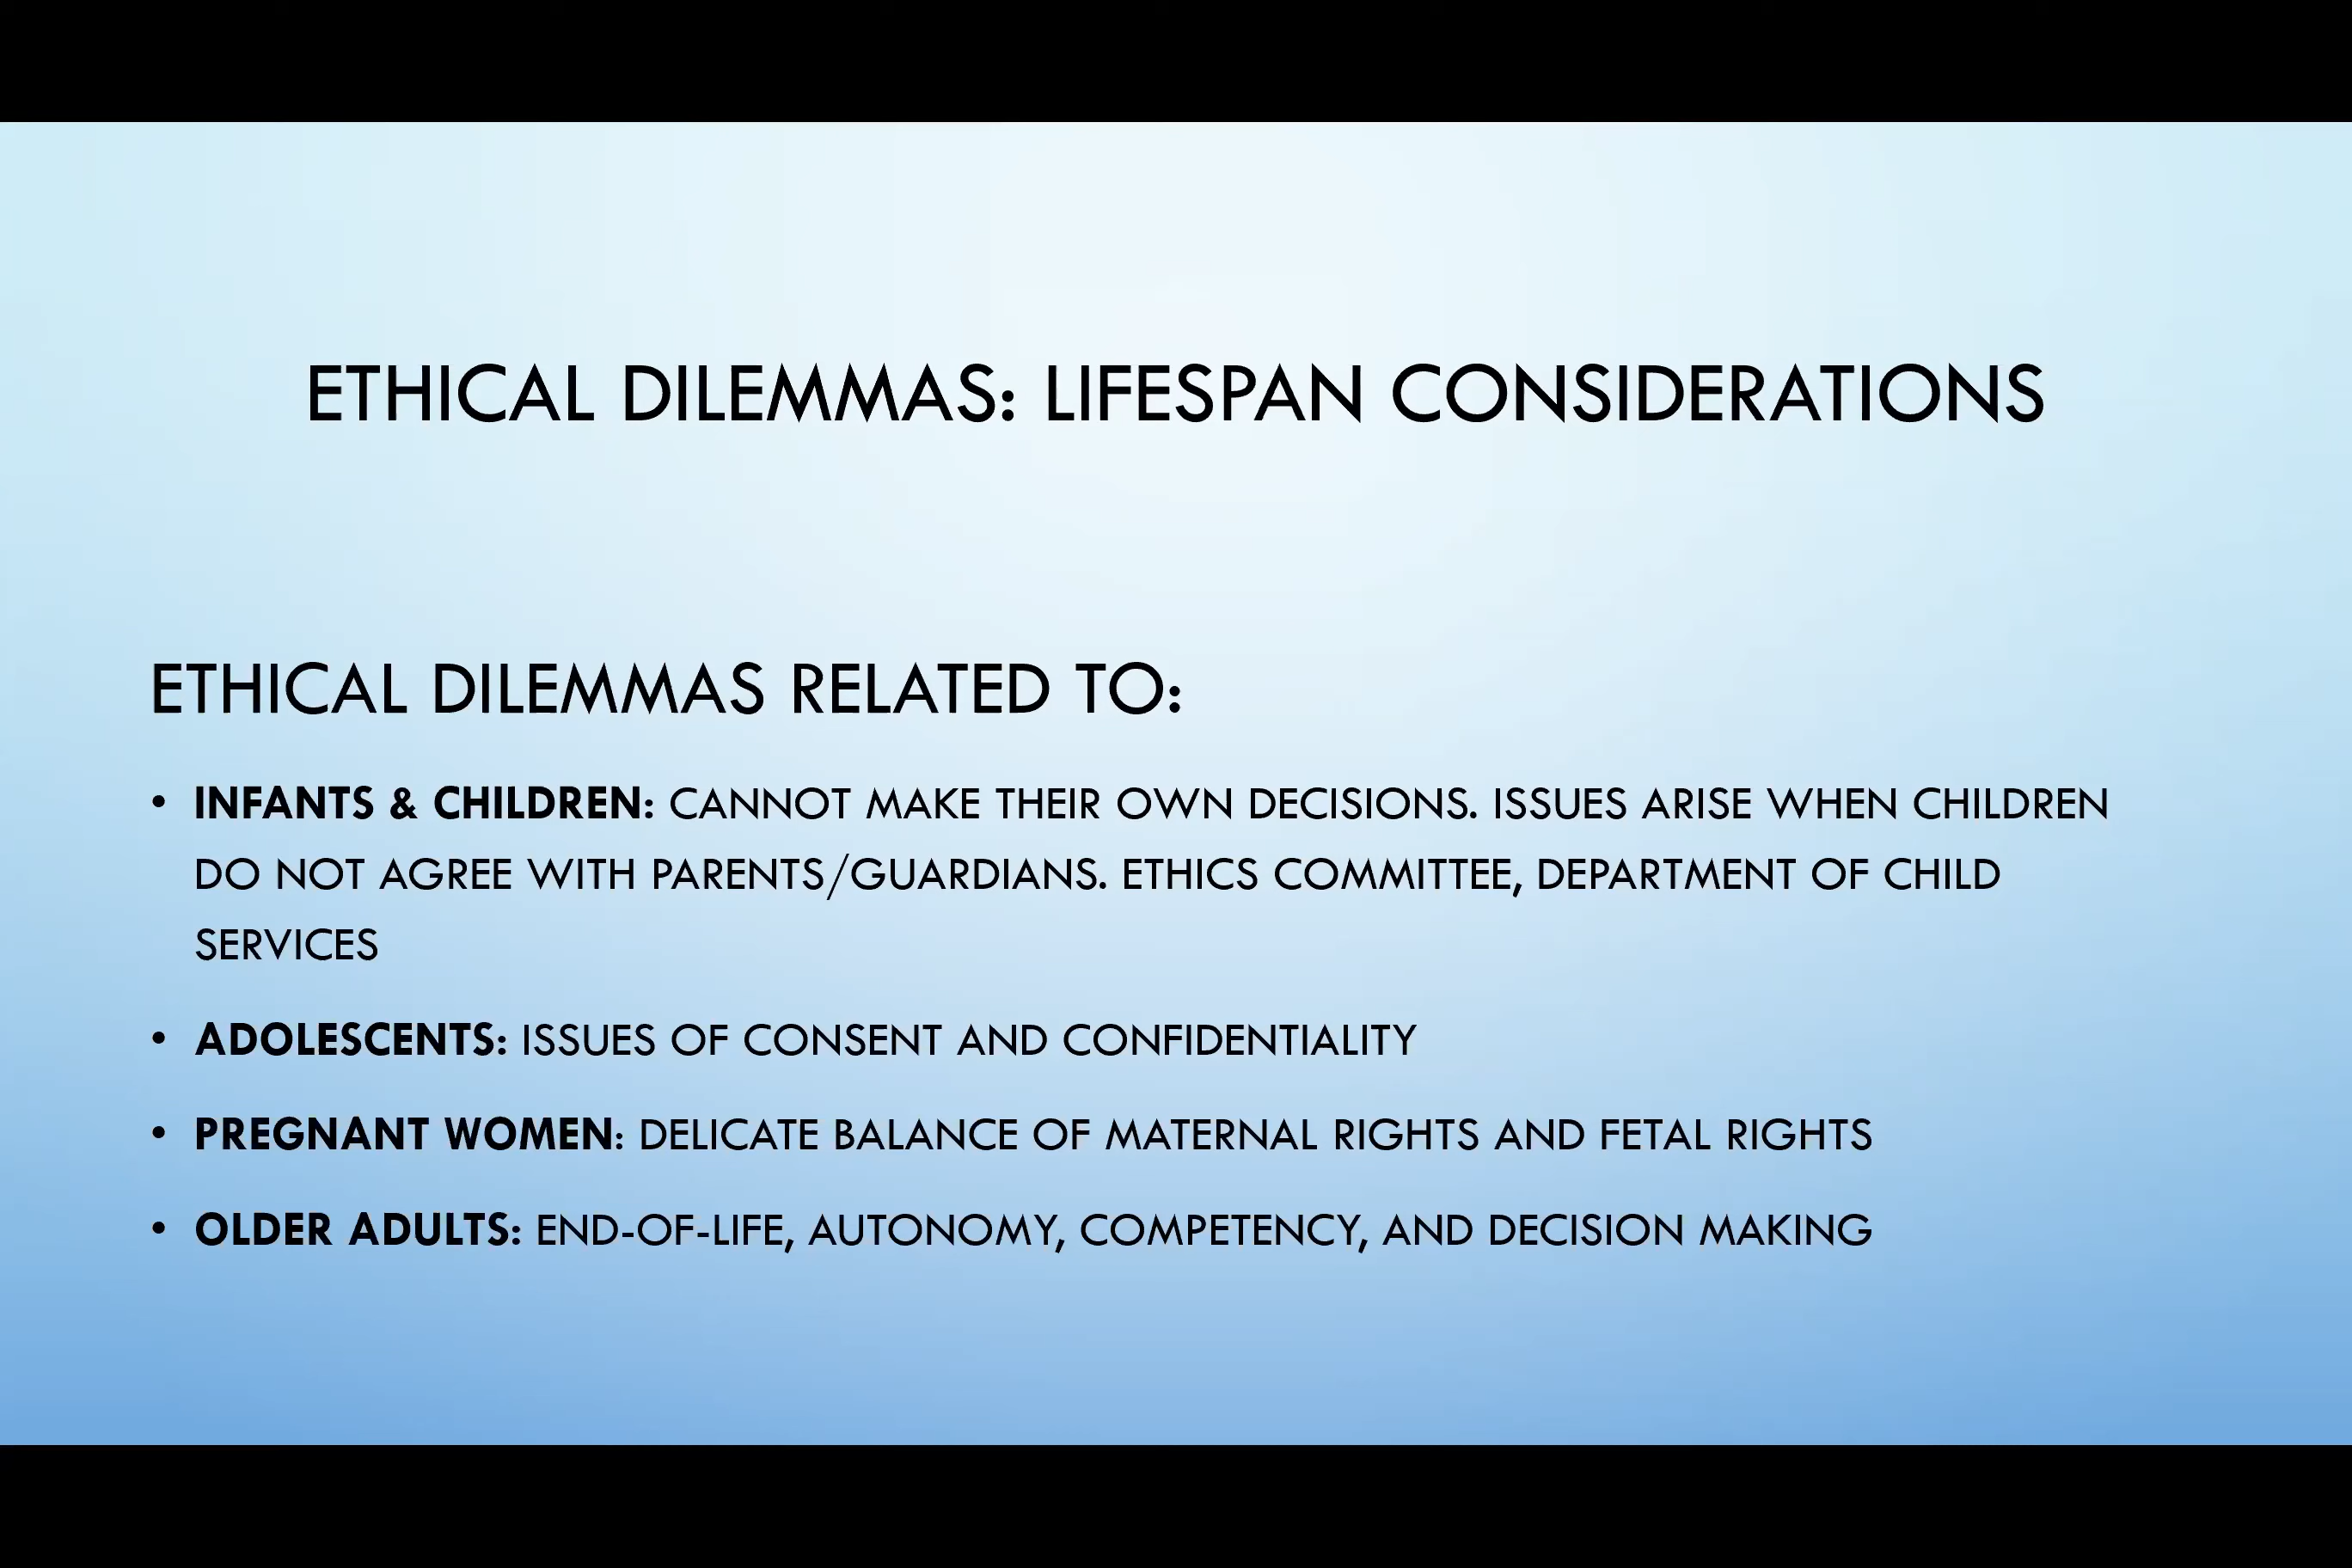 ETHICAL DILEMMAS: LIFESPAN CONSIDERATIONS
ETHICAL DILEMMAS RELATED TO:
• INFANTS & CHILDREN: CANNOT MAKE THEIR OWN DECISIONS. ISSUES ARISE WHEN CHILDREN
DO NOT AGREE WITH PARENTS/GUARDIANS. ETHICS COMMITTEE, DEPARTMENT OF CHILD
SERVICES
• ADOLESCENTS: ISSUES OF CONSENT AND CONFIDENTIALITY
• PREGNANT WOMEN: DELICATE BALANCE OF MATERNAL RIGHTS AND FETAL RIGHTS
• OLDER ADULTS: END-OF-LIFE, AUTONOMY, COMPETENCY, AND DECISION MAKING